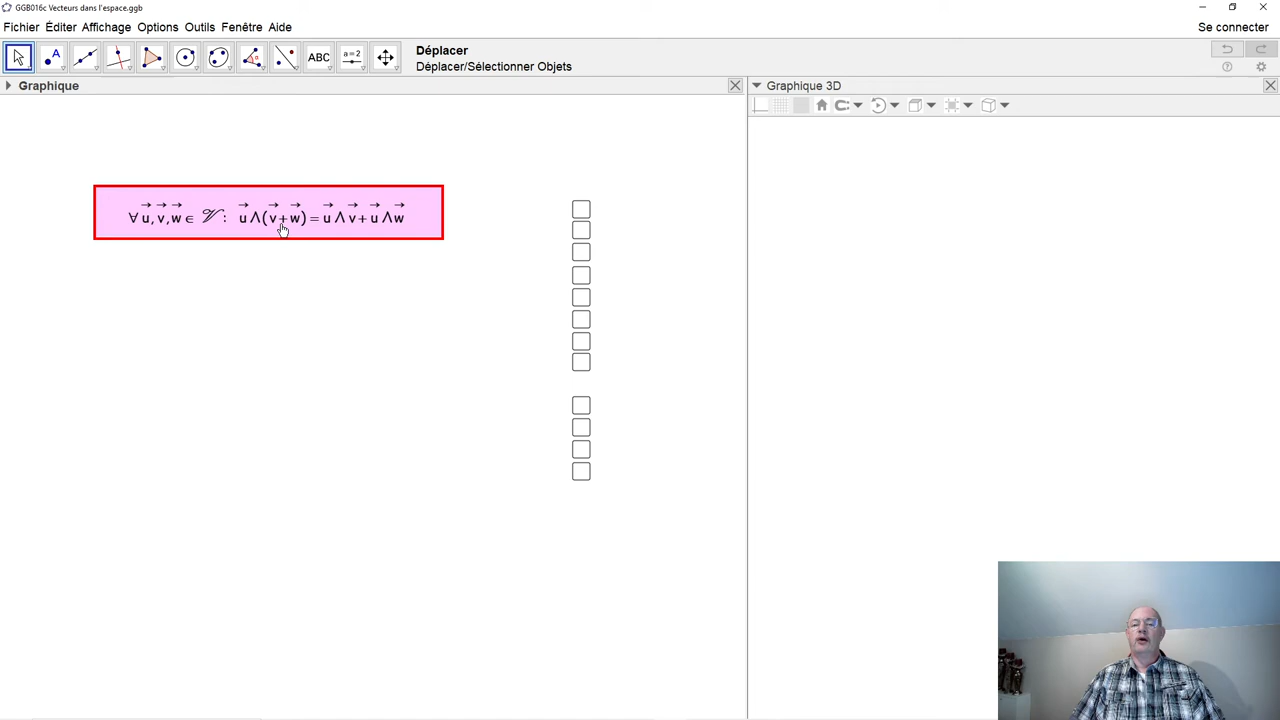 GGB016c Vecteurs dans l'espace.ggb
Fichier Éditer Affichage Options Outils Fenêtre Aide
Se connecter
A
ABC
a=2
Déplacer
Déplacer/Sélectionner Objets
Graphique
Graphique 3D
∀ u⃗, v⃗, w⃗ ∈ 𝒱 : u⃗ ∧ (v⃗ + w⃗) = u⃗ ∧ v⃗ + u⃗ ∧ w⃗